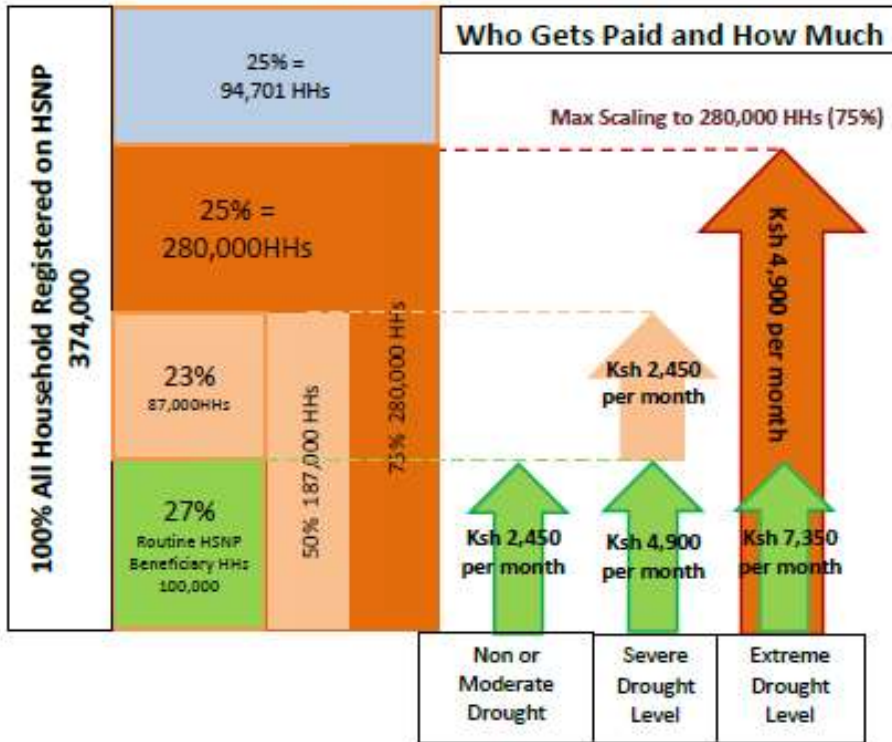 Who Gets Paid and How Much
100% All Household Registered on HSNP
374,000
25% =
94,701 HHs
Max Scaling to 280,000 HHs (75%)
25% =
280,000HHs
23%
87,000HHs
27%
Routine HSNP
Beneficiary HHs
100,000
50% 187,000 HHs
75% 280,000 HHs
Ksh 2,450
per month
Ksh 2,450
per month
Ksh 4,900
per month
Ksh 4,900 per month
Ksh 7,350
per month
Non or
Moderate
Drought
Severe
Drought
Level
Extreme
Drought
Level